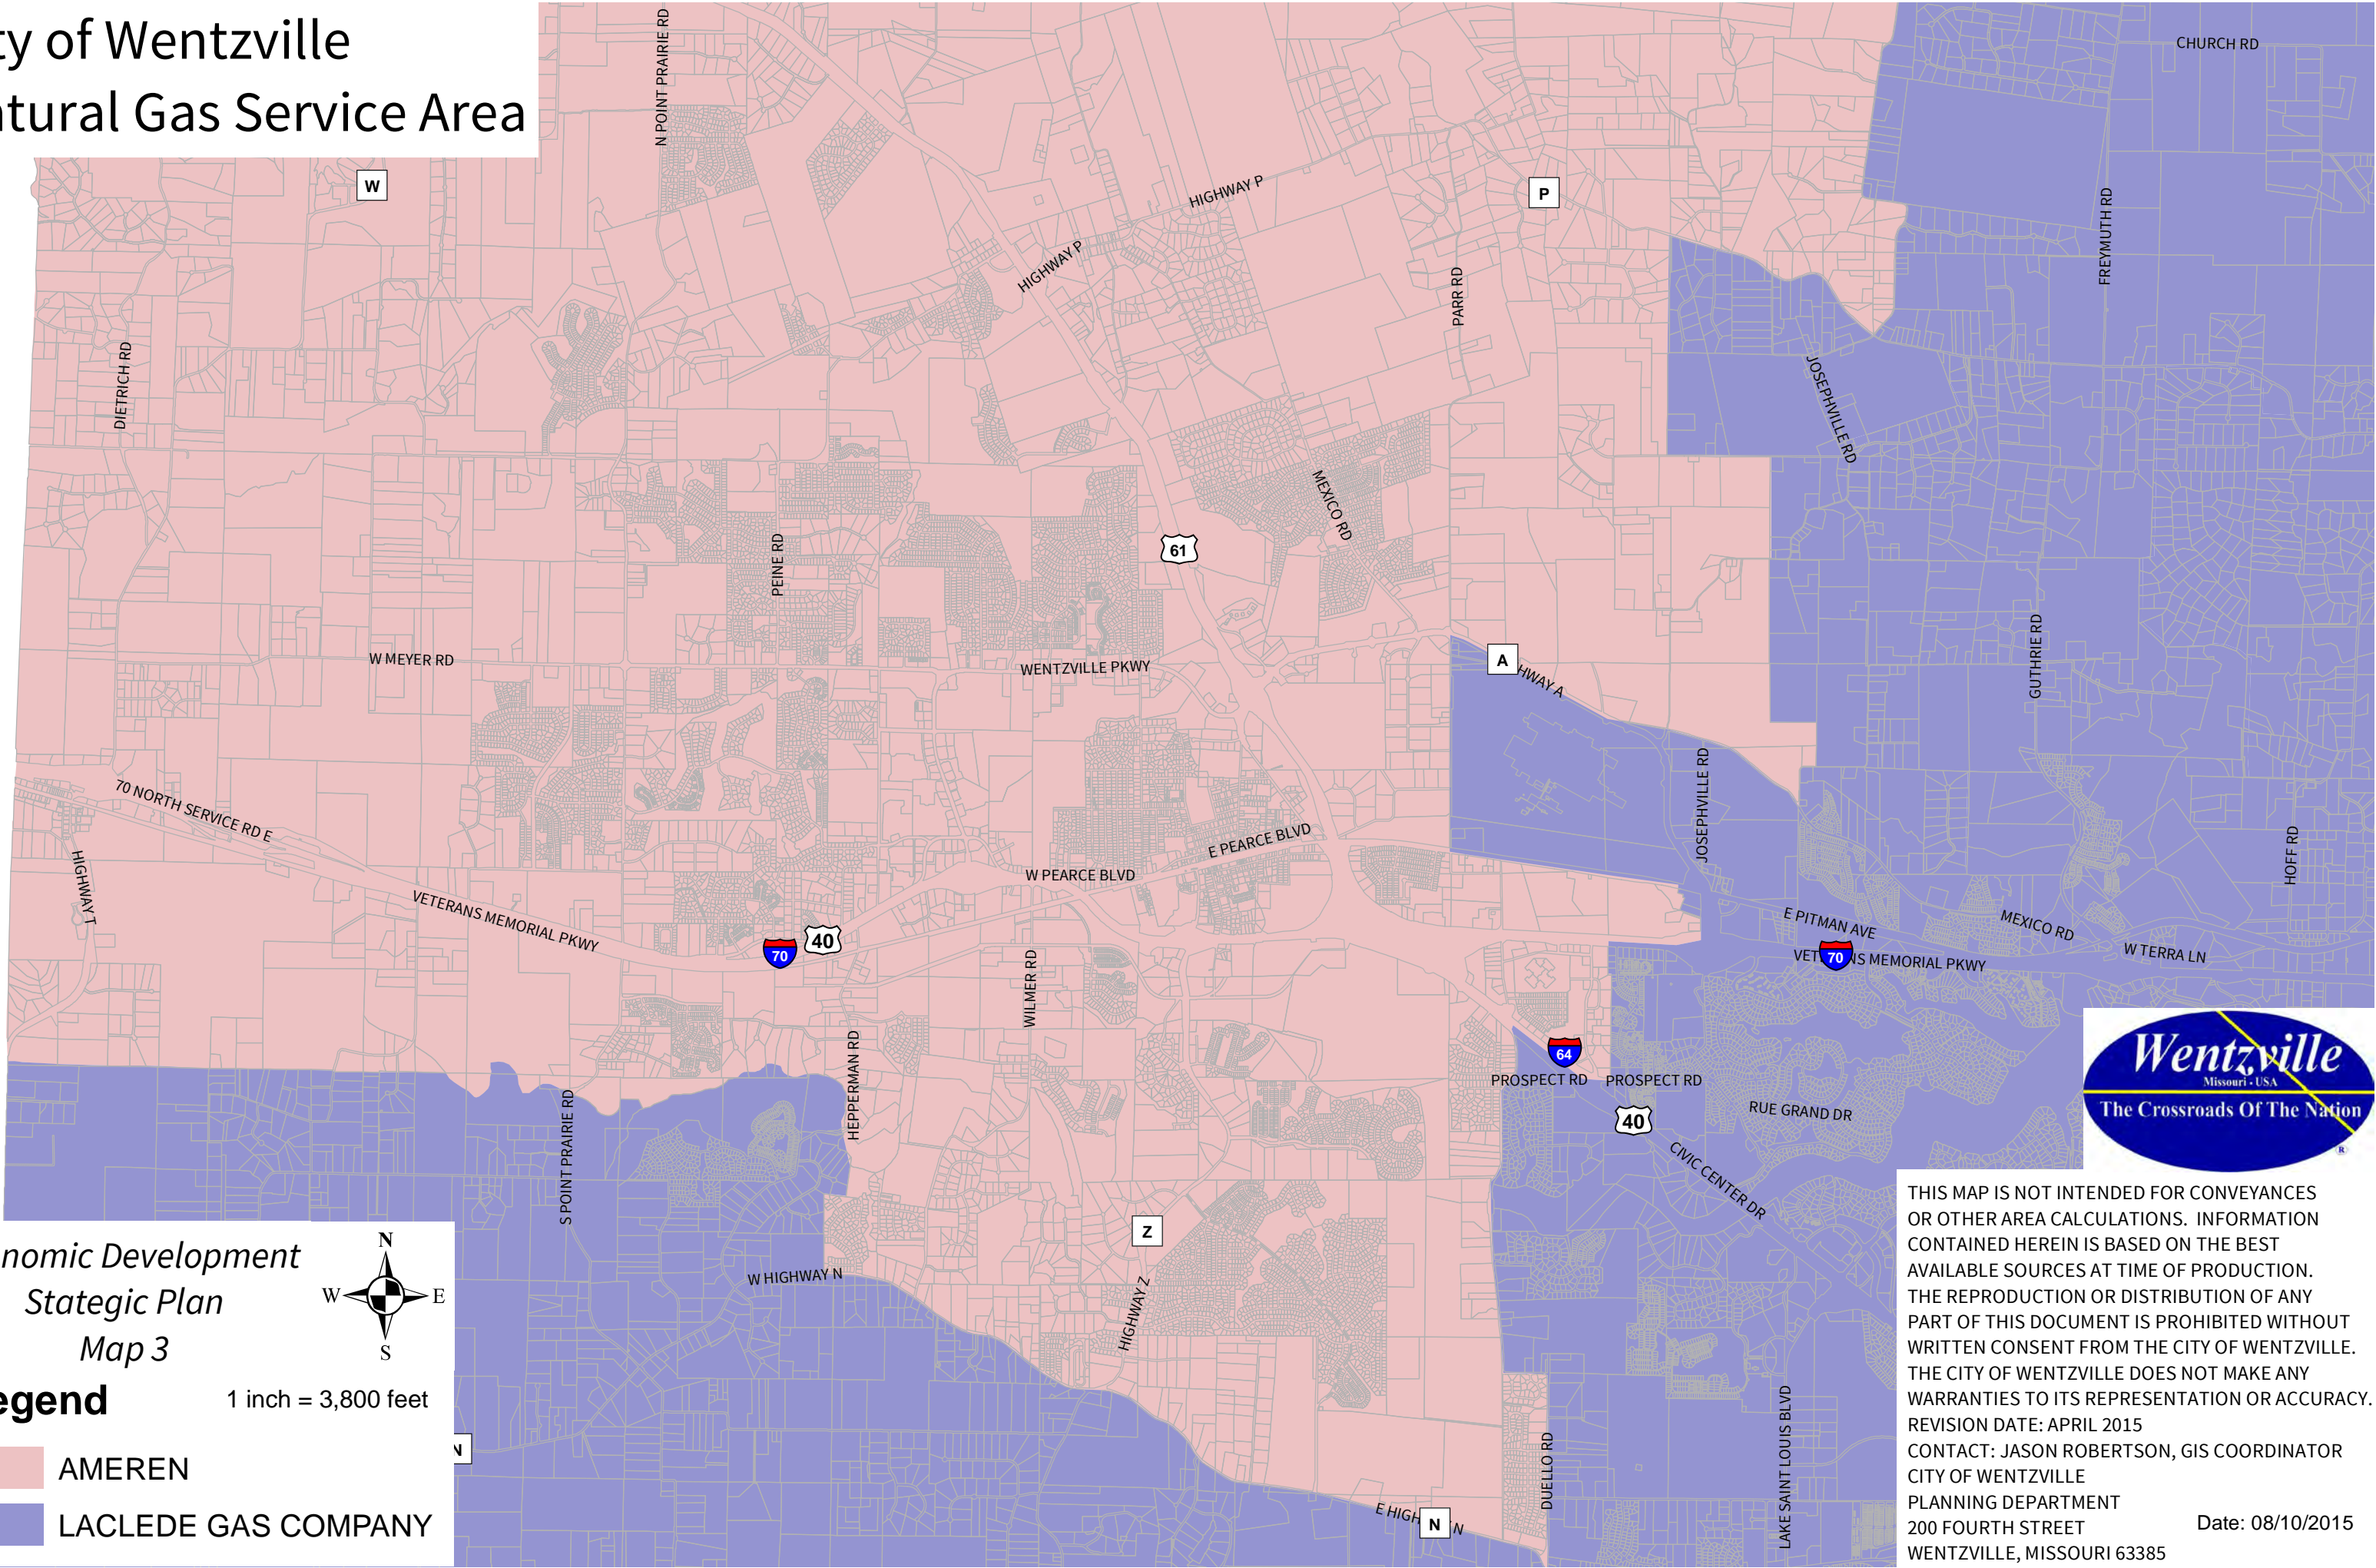 ty of Wentzville
atural Gas Service Area
N POINT PRAIRIE RD
CHURCH RD
W
HIGHWAY P
P
FREYMUTH RD
HIGHWAY P
PARR RD
DIETRICH RD
JOSEPHVILLE RD
MEXICO RD
61
PEINE RD
GUTHRIE RD
W MEYER RD
WENTZVILLE PKWY
A
HWAY A
JOSEPHVILLE RD
70 NORTH SERVICE RD E
E PEARCE BLVD
HOFF RD
HIGHWAY T
W PEARCE BLVD
VETERANS MEMORIAL PKWY
E PITMAN AVE
MEXICO RD
W TERRA LN
40
70
70
VET NS MEMORIAL PKWY
WILMER RD
HEPPERMAN RD
64
PROSPECT RD
PROSPECT RD
40
RUE GRAND DR
CIVIC CENTER DR
S POINT PRAIRIE RD
Z
W HIGHWAY N
HIGHWAY Z
DUELLO RD
LAKE SAINT LOUIS BLVD
E HIGH N
N
N
Wentzville
Missouri - USA
The Crossroads Of The Nation
®
nomic Development
Stategic Plan
Map 3
N
W E
S
egend
1 inch = 3,800 feet
AMEREN
LACLEDE GAS COMPANY
THIS MAP IS NOT INTENDED FOR CONVEYANCES
OR OTHER AREA CALCULATIONS. INFORMATION
CONTAINED HEREIN IS BASED ON THE BEST
AVAILABLE SOURCES AT TIME OF PRODUCTION.
THE REPRODUCTION OR DISTRIBUTION OF ANY
PART OF THIS DOCUMENT IS PROHIBITED WITHOUT
WRITTEN CONSENT FROM THE CITY OF WENTZVILLE.
THE CITY OF WENTZVILLE DOES NOT MAKE ANY
WARRANTIES TO ITS REPRESENTATION OR ACCURACY.
REVISION DATE: APRIL 2015
CONTACT: JASON ROBERTSON, GIS COORDINATOR
CITY OF WENTZVILLE
PLANNING DEPARTMENT
200 FOURTH STREET
WENTZVILLE, MISSOURI 63385
Date: 08/10/2015